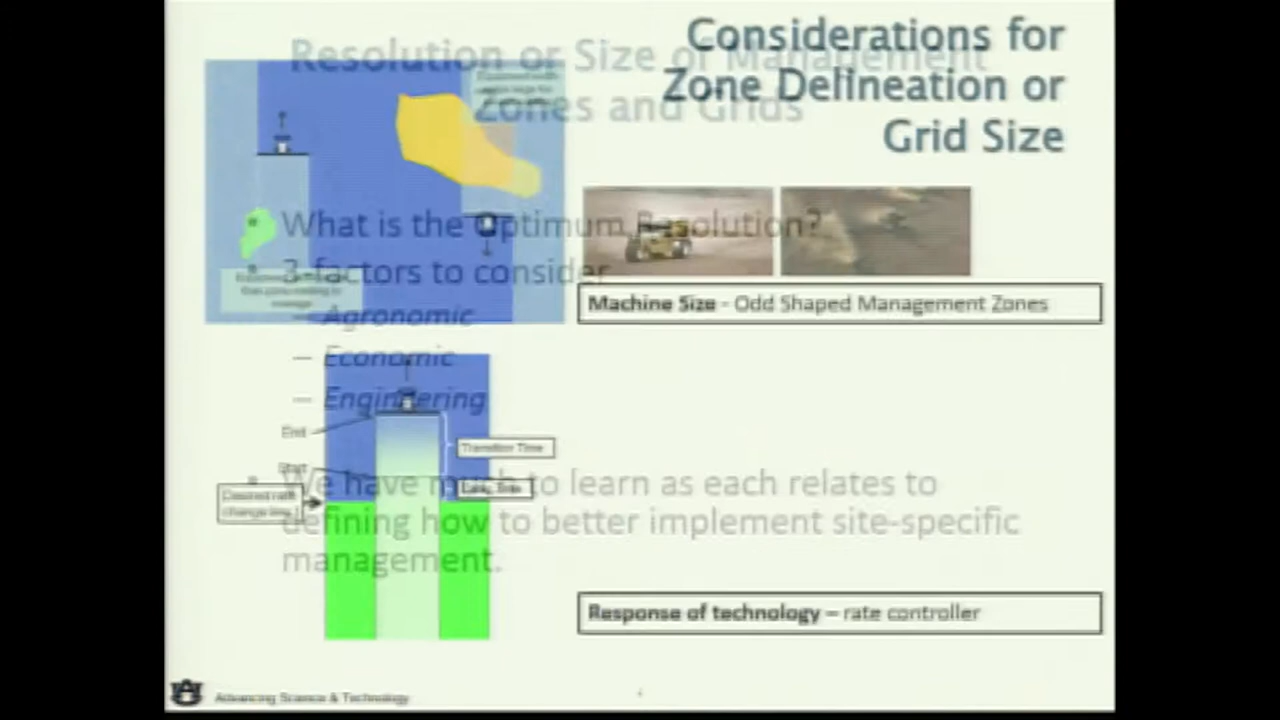 Considerations for
Zone Delineation or
Grid Size
Resolution or Size of Management
Zones and Grids
What is the Optimum Resolution?
3-factors to consider
— Agronomic
— Economic
— Engineering
We have much to learn as each relates to
defining how to better implement site-specific
management.
Machine Size - Odd Shaped Management Zones
End
Start
Transition Time
Desired rate
change line
Response of technology – rate controller
Advancing Science & Technology